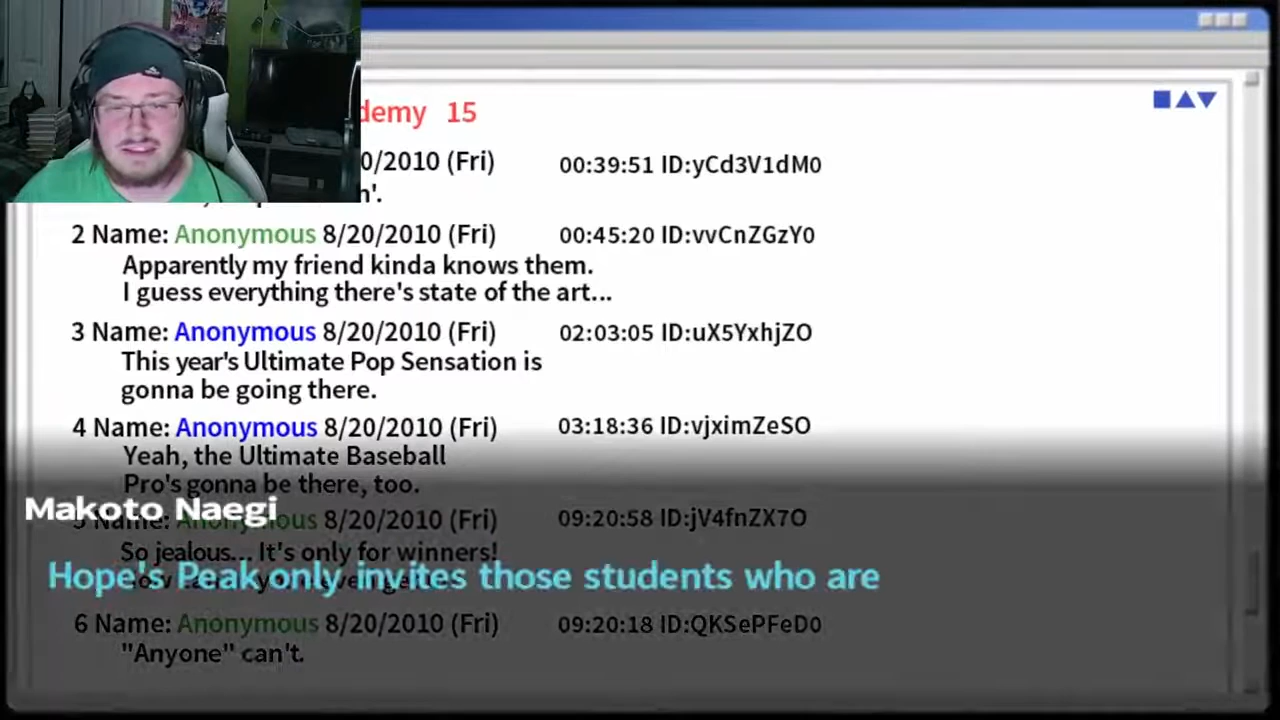 demy 15
0/2010 (Fri) 00:39:51 ID:yCd3V1dM0
n'.
2 Name: Anonymous 8/20/2010 (Fri) 00:45:20 ID:vvCnZGzY0
Apparently my friend kinda knows them.
I guess everything there's state of the art...
3 Name: Anonymous 8/20/2010 (Fri) 02:03:05 ID:uX5YxhjZO
This year's Ultimate Pop Sensation is
gonna be going there.
4 Name: Anonymous 8/20/2010 (Fri) 03:18:36 ID:vjximZeSO
Yeah, the Ultimate Baseball
Pro's gonna be there, too.
Makoto Naegi
5 Name: Anonymous 8/20/2010 (Fri) 09:20:58 ID:jV4fnZX7O
So jealous... It's only for winners!
Hope's Peak only invites those students who are
6 Name: Anonymous 8/20/2010 (Fri) 09:20:18 ID:QKSePFeD0
"Anyone" can't.